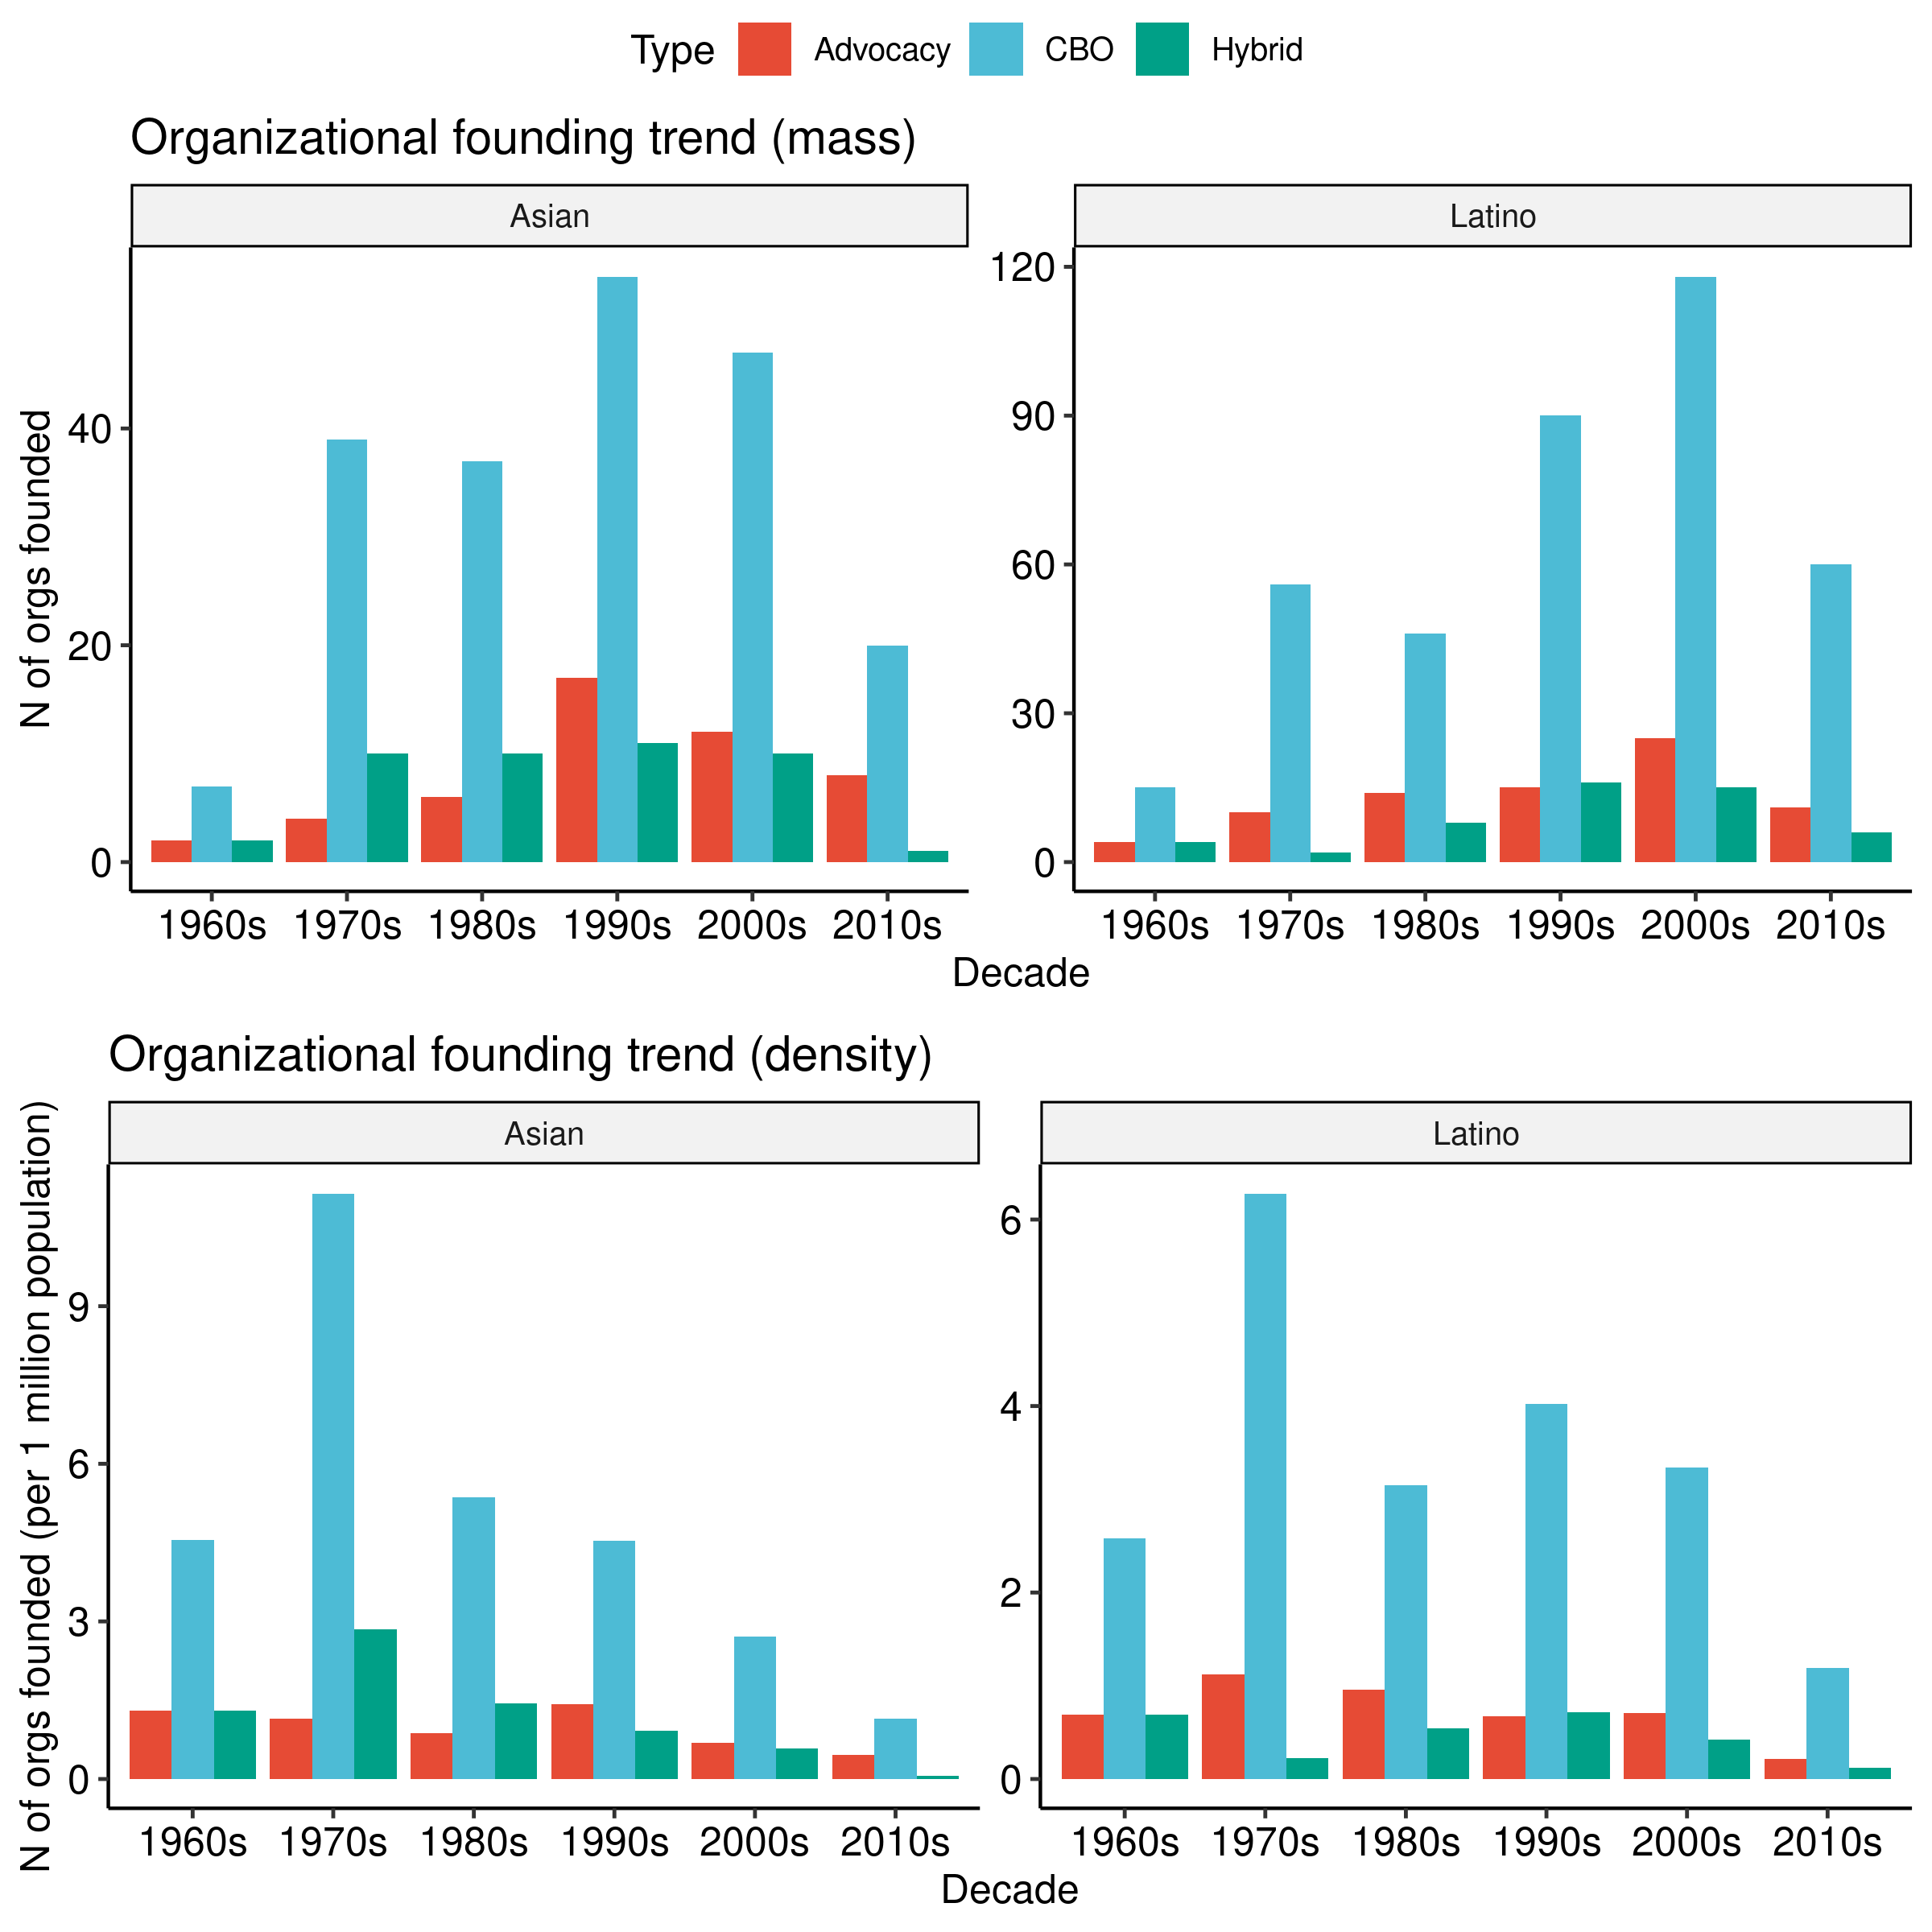 Type Advocacy CBO Hybrid
Organizational founding trend (mass)
Asian
Latino
N of orgs founded
40
20
0
120
90
60
30
0
1960s 1970s 1980s 1990s 2000s 2010s
1960s 1970s 1980s 1990s 2000s 2010s
Decade
Organizational founding trend (density)
Asian
Latino
N of orgs founded (per 1 million population)
9
6
3
0
6
4
2
0
1960s 1970s 1980s 1990s 2000s 2010s
1960s 1970s 1980s 1990s 2000s 2010s
Decade